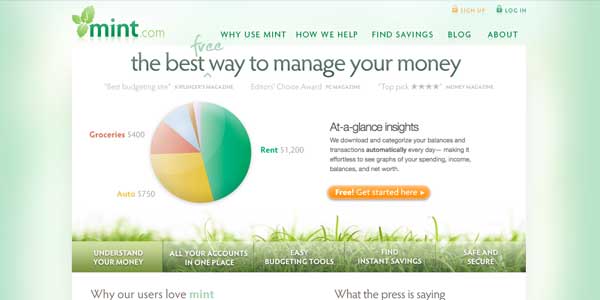 SIGN UP LOG IN
mint.com
WHY USE MINT HOW WE HELP FIND SAVINGS BLOG ABOUT
free
the best way to manage your money
"Best budgeting site" KIPLINGER'S MAGAZINE Editors' Choice Award PC MAGAZINE "Top pick ★★★★" MONEY MAGAZINE
Groceries $400
Rent $1,200
Auto $750
At-a-glance insights
We download and categorize your balances and
transactions automatically every day— making it
effortless to see graphs of your spending, income,
balances, and net worth.
Free! Get started here ▸
UNDERSTAND
YOUR MONEY
ALL YOUR ACCOUNTS
IN ONE PLACE
EASY
BUDGETING TOOLS
FIND
INSTANT SAVINGS
SAFE AND
SECURE
Why our users love mint
What the press is saying